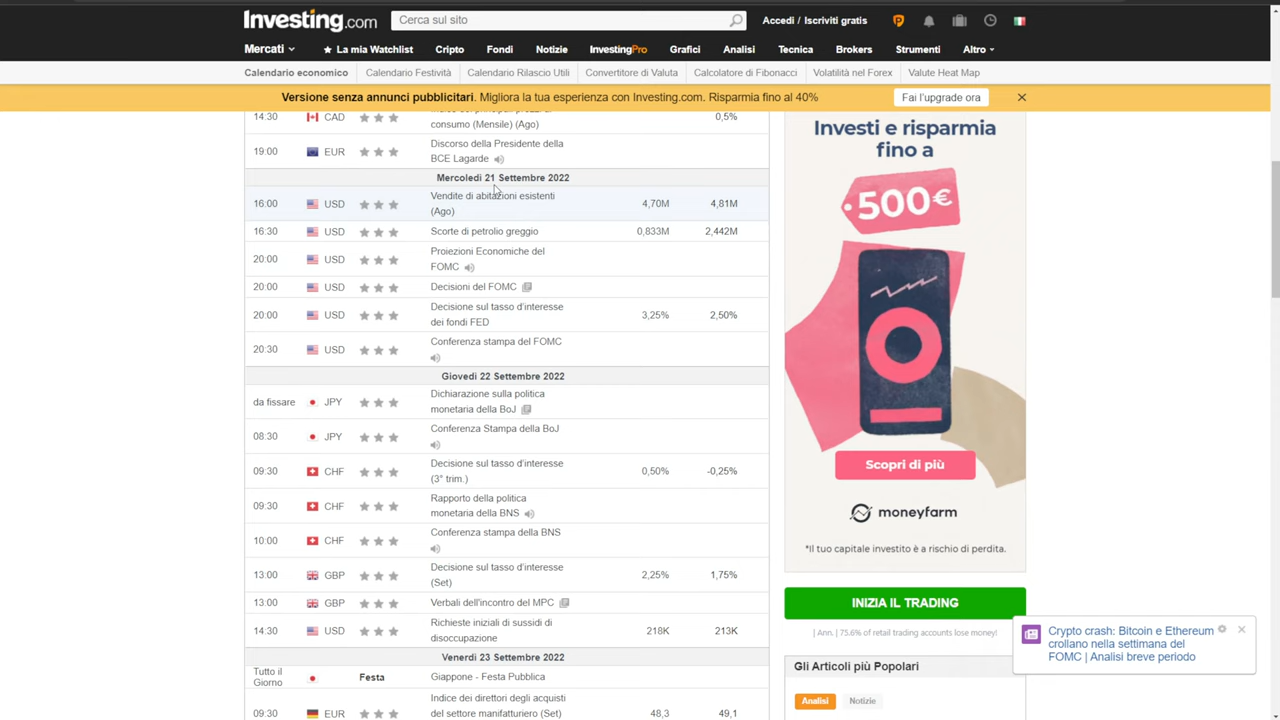 Investing.com
Cerca sul sito
Accedi / Iscriviti gratis
Mercati
La mia Watchlist
Cripto
Fondi
Notizie
InvestingPro
Grafici
Analisi
Tecnica
Brokers
Strumenti
Altro
Calendario economico
Calendario Festività
Calendario Rilascio Utili
Convertitore di Valuta
Calcolatore di Fibonacci
Volatilità nel Forex
Valute Heat Map
Versione senza annunci pubblicitari. Migliora la tua esperienza con Investing.com. Risparmia fino al 40%
Fai l'upgrade ora
14:30 CAD
consumo (Mensile) (Ago) 0,5%
19:00 EUR Discorso della Presidente della
BCE Lagarde
Mercoledì 21 Settembre 2022
16:00 USD Vendite di abitazioni esistenti 4,70M 4,81M
(Ago)
16:30 USD Scorte di petrolio greggio 0,833M 2,442M
20:00 USD Proiezioni Economiche del
FOMC
20:00 USD Decisioni del FOMC
20:00 USD Decisione sul tasso d'interesse 3,25% 2,50%
dei fondi FED
20:30 USD Conferenza stampa del FOMC
Giovedì 22 Settembre 2022
da fissare JPY Dichiarazione sulla politica
monetaria della BoJ
08:30 JPY Conferenza Stampa della BoJ
09:30 CHF Decisione sul tasso d'interesse 0,50% -0,25%
(3° trim.)
09:30 CHF Rapporto della politica
monetaria della BNS
10:00 CHF Conferenza stampa della BNS
13:00 GBP Decisione sul tasso d'interesse 2,25% 1,75%
(Set)
13:00 GBP Verbali dell'incontro del MPC
14:30 USD Richieste iniziali di sussidi di 218K 213K
disoccupazione
Venerdì 23 Settembre 2022
Tutto il
Giorno Festa Giappone - Festa Pubblica
09:30 EUR Indice dei direttori degli acquisti 48,3 49,1
del settore manifatturiero (Set)
Investi e risparmia
fino a
500€
Scopri di più
moneyfarm
*Il tuo capitale investito è a rischio di perdita.
INIZIA IL TRADING
| Ann. | 75.6% of retail trading accounts lose money!
Gli Articoli più Popolari
Analisi
Notizie
Crypto crash: Bitcoin e Ethereum
crollano nella settimana del
FOMC | Analisi breve periodo